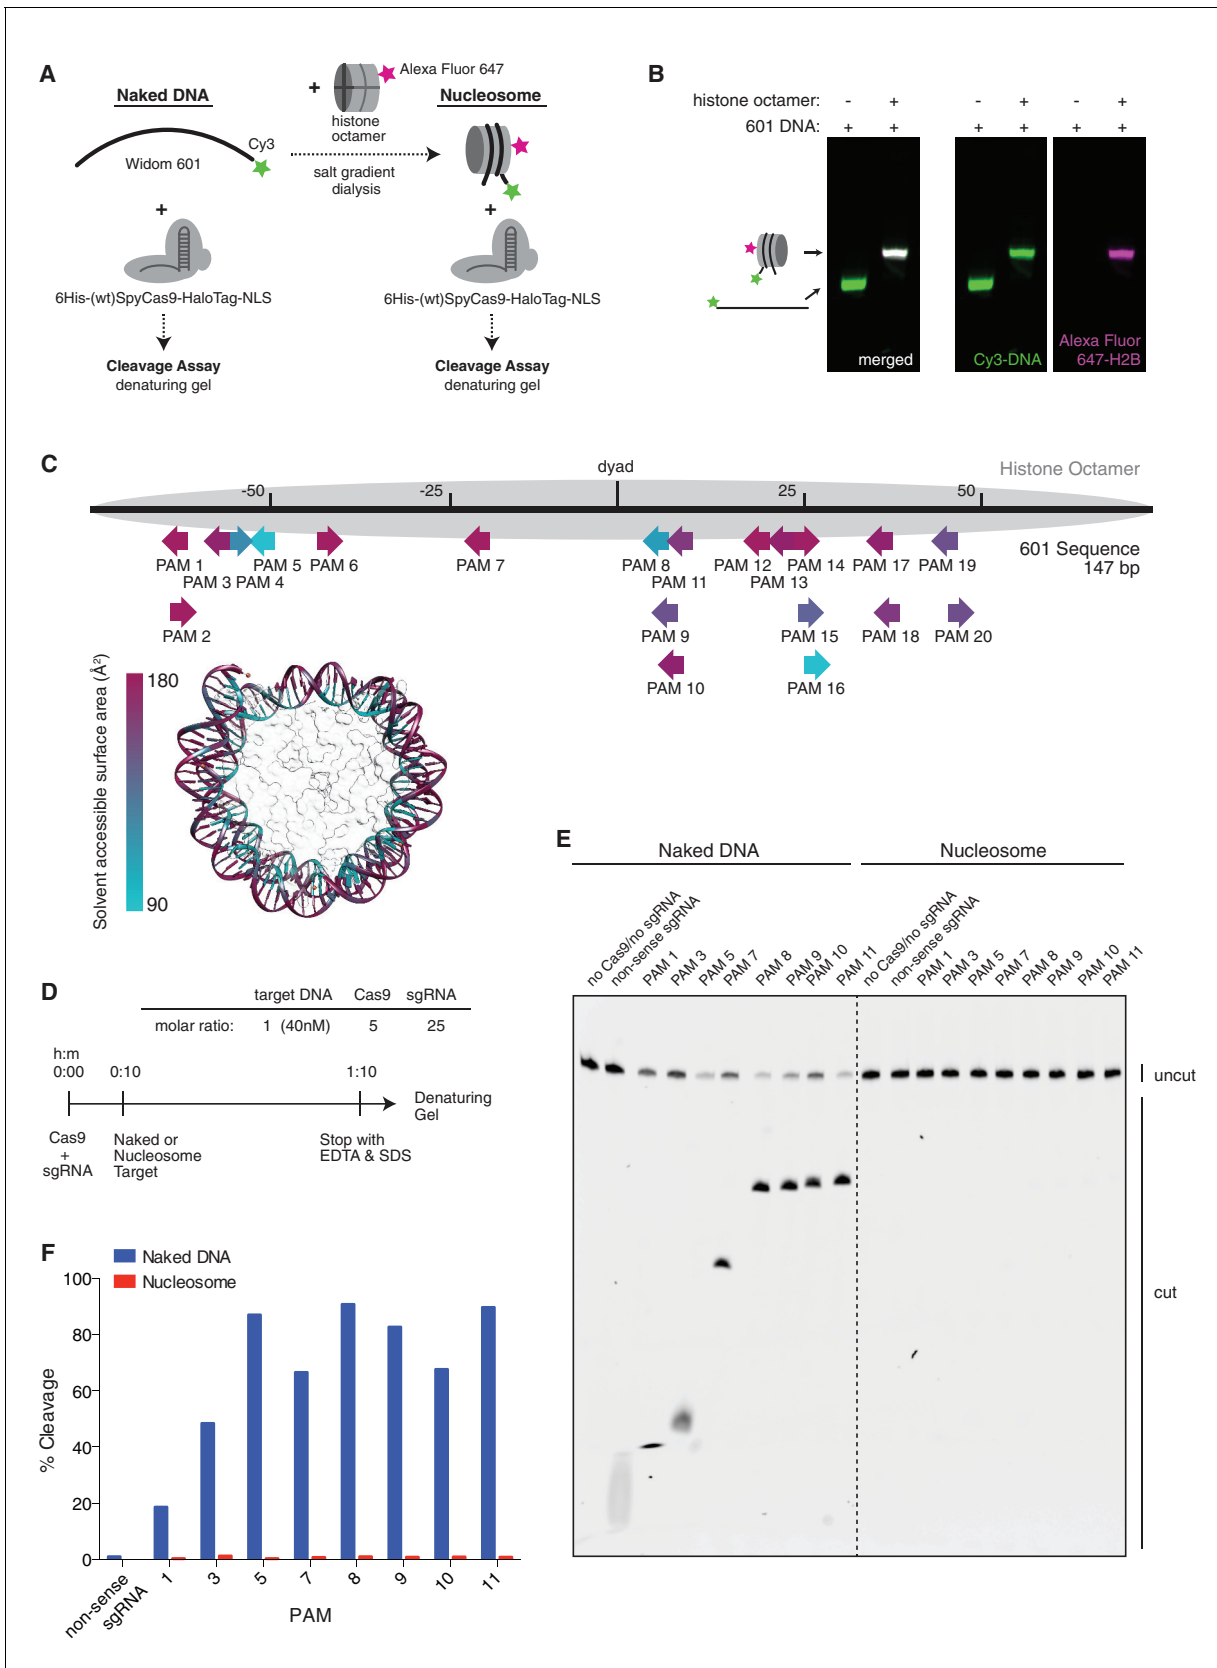 A
Naked DNA
Widom 601
Cy3
+
histone
octamer
Alexa Fluor 647
Nucleosome
salt gradient
dialysis
+
+
6His-(wt)SpyCas9-HaloTag-NLS
6His-(wt)SpyCas9-HaloTag-NLS
Cleavage Assay
denaturing gel
Cleavage Assay
denaturing gel
B
histone octamer: - + - + - +
601 DNA: + + + + + +
merged
Cy3-DNA
Alexa Fluor
647-H2B
C
dyad
Histone Octamer
-50 -25 25 50
601 Sequence
147 bp
PAM 1 PAM 5 PAM 6 PAM 7 PAM 8 PAM 12 PAM 14 PAM 17 PAM 19
PAM 3 PAM 4 PAM 11 PAM 13
PAM 2 PAM 9 PAM 15 PAM 18 PAM 20
PAM 10 PAM 16
Solvent accessible surface area (Å²)
180
90
D
target DNA Cas9 sgRNA
molar ratio: 1 (40nM) 5 25
h:m
0:00 0:10 1:10
Denaturing
Gel
Cas9
+
sgRNA
Naked or
Nucleosome
Target
Stop with
EDTA & SDS
E
Naked DNA Nucleosome
no Cas9/no sgRNA
non-sense sgRNA
PAM 1
PAM 3
PAM 5
PAM 7
PAM 8
PAM 9
PAM 10
PAM 11
no Cas9/no sgRNA
non-sense sgRNA
PAM 1
PAM 3
PAM 5
PAM 7
PAM 8
PAM 9
PAM 10
PAM 11
uncut
cut
F
Naked DNA
Nucleosome
% Cleavage
100
80
60
40
20
0
non-sense
sgRNA
1 3 5 7 8 9 10 11
PAM